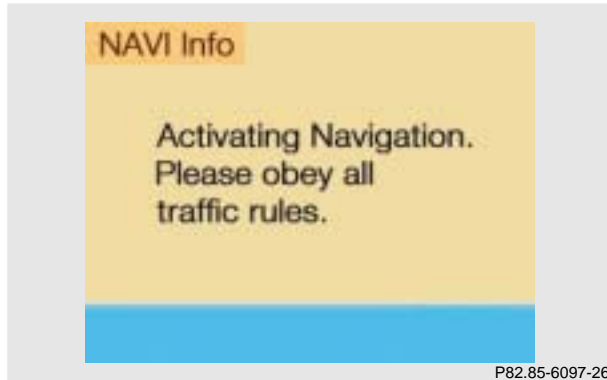 NAVI Info
Activating Navigation.
Please obey all
traffic rules.
P82.85-6097-26